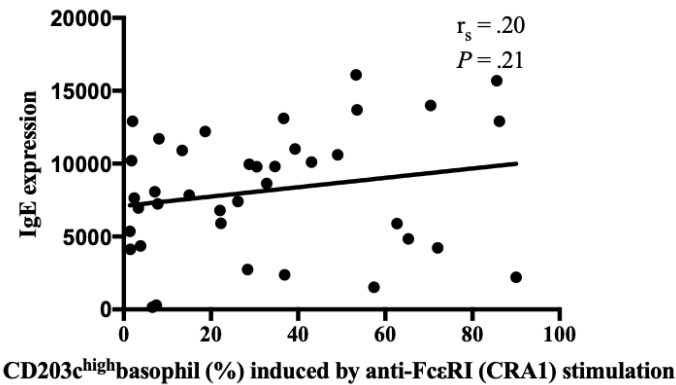 20000
15000
10000
5000
0
IgE expression
rₛ = .20
P = .21
0 20 40 60 80 100
CD203cʰⁱᵍʰbasophil (%) induced by anti-FcεRI (CRA1) stimulation